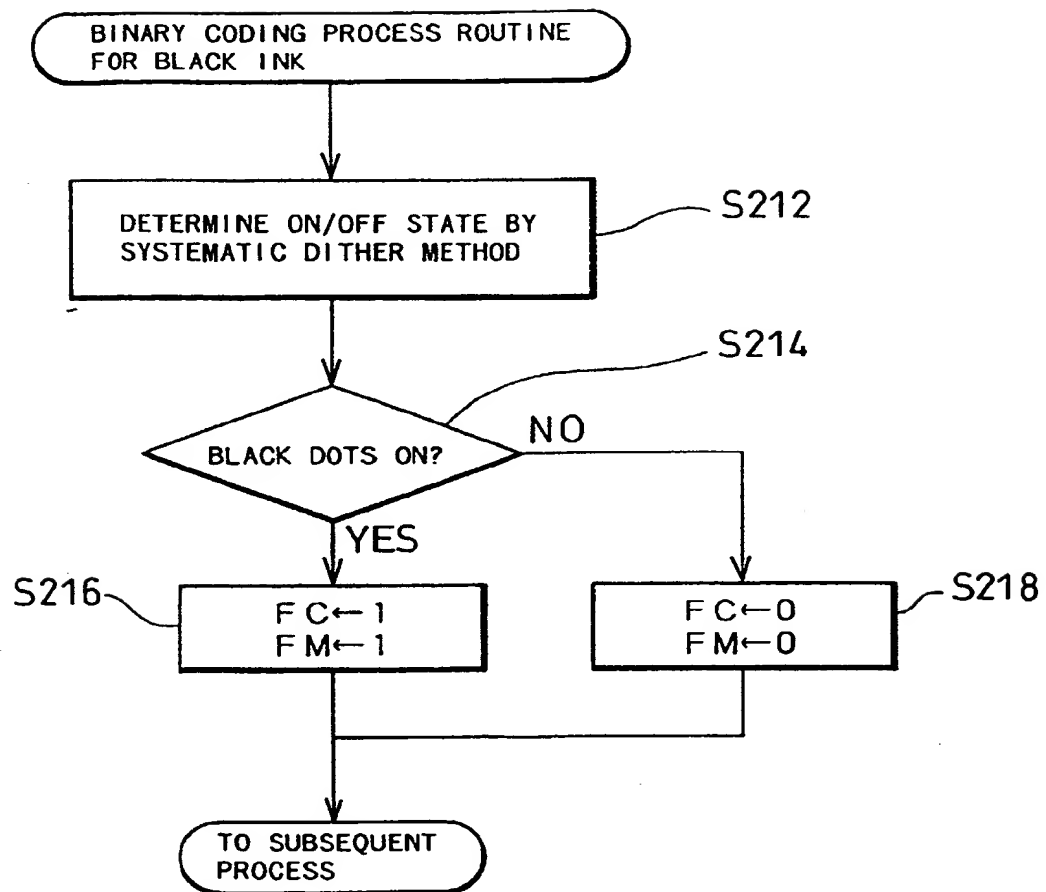 BINARY CODING PROCESS ROUTINE
FOR BLACK INK
DETERMINE ON/OFF STATE BY
SYSTEMATIC DITHER METHOD
S212
S214
BLACK DOTS ON?
NO
YES
S216
FC←1
FM←1
FC←0
FM←0
S218
TO SUBSEQUENT
PROCESS